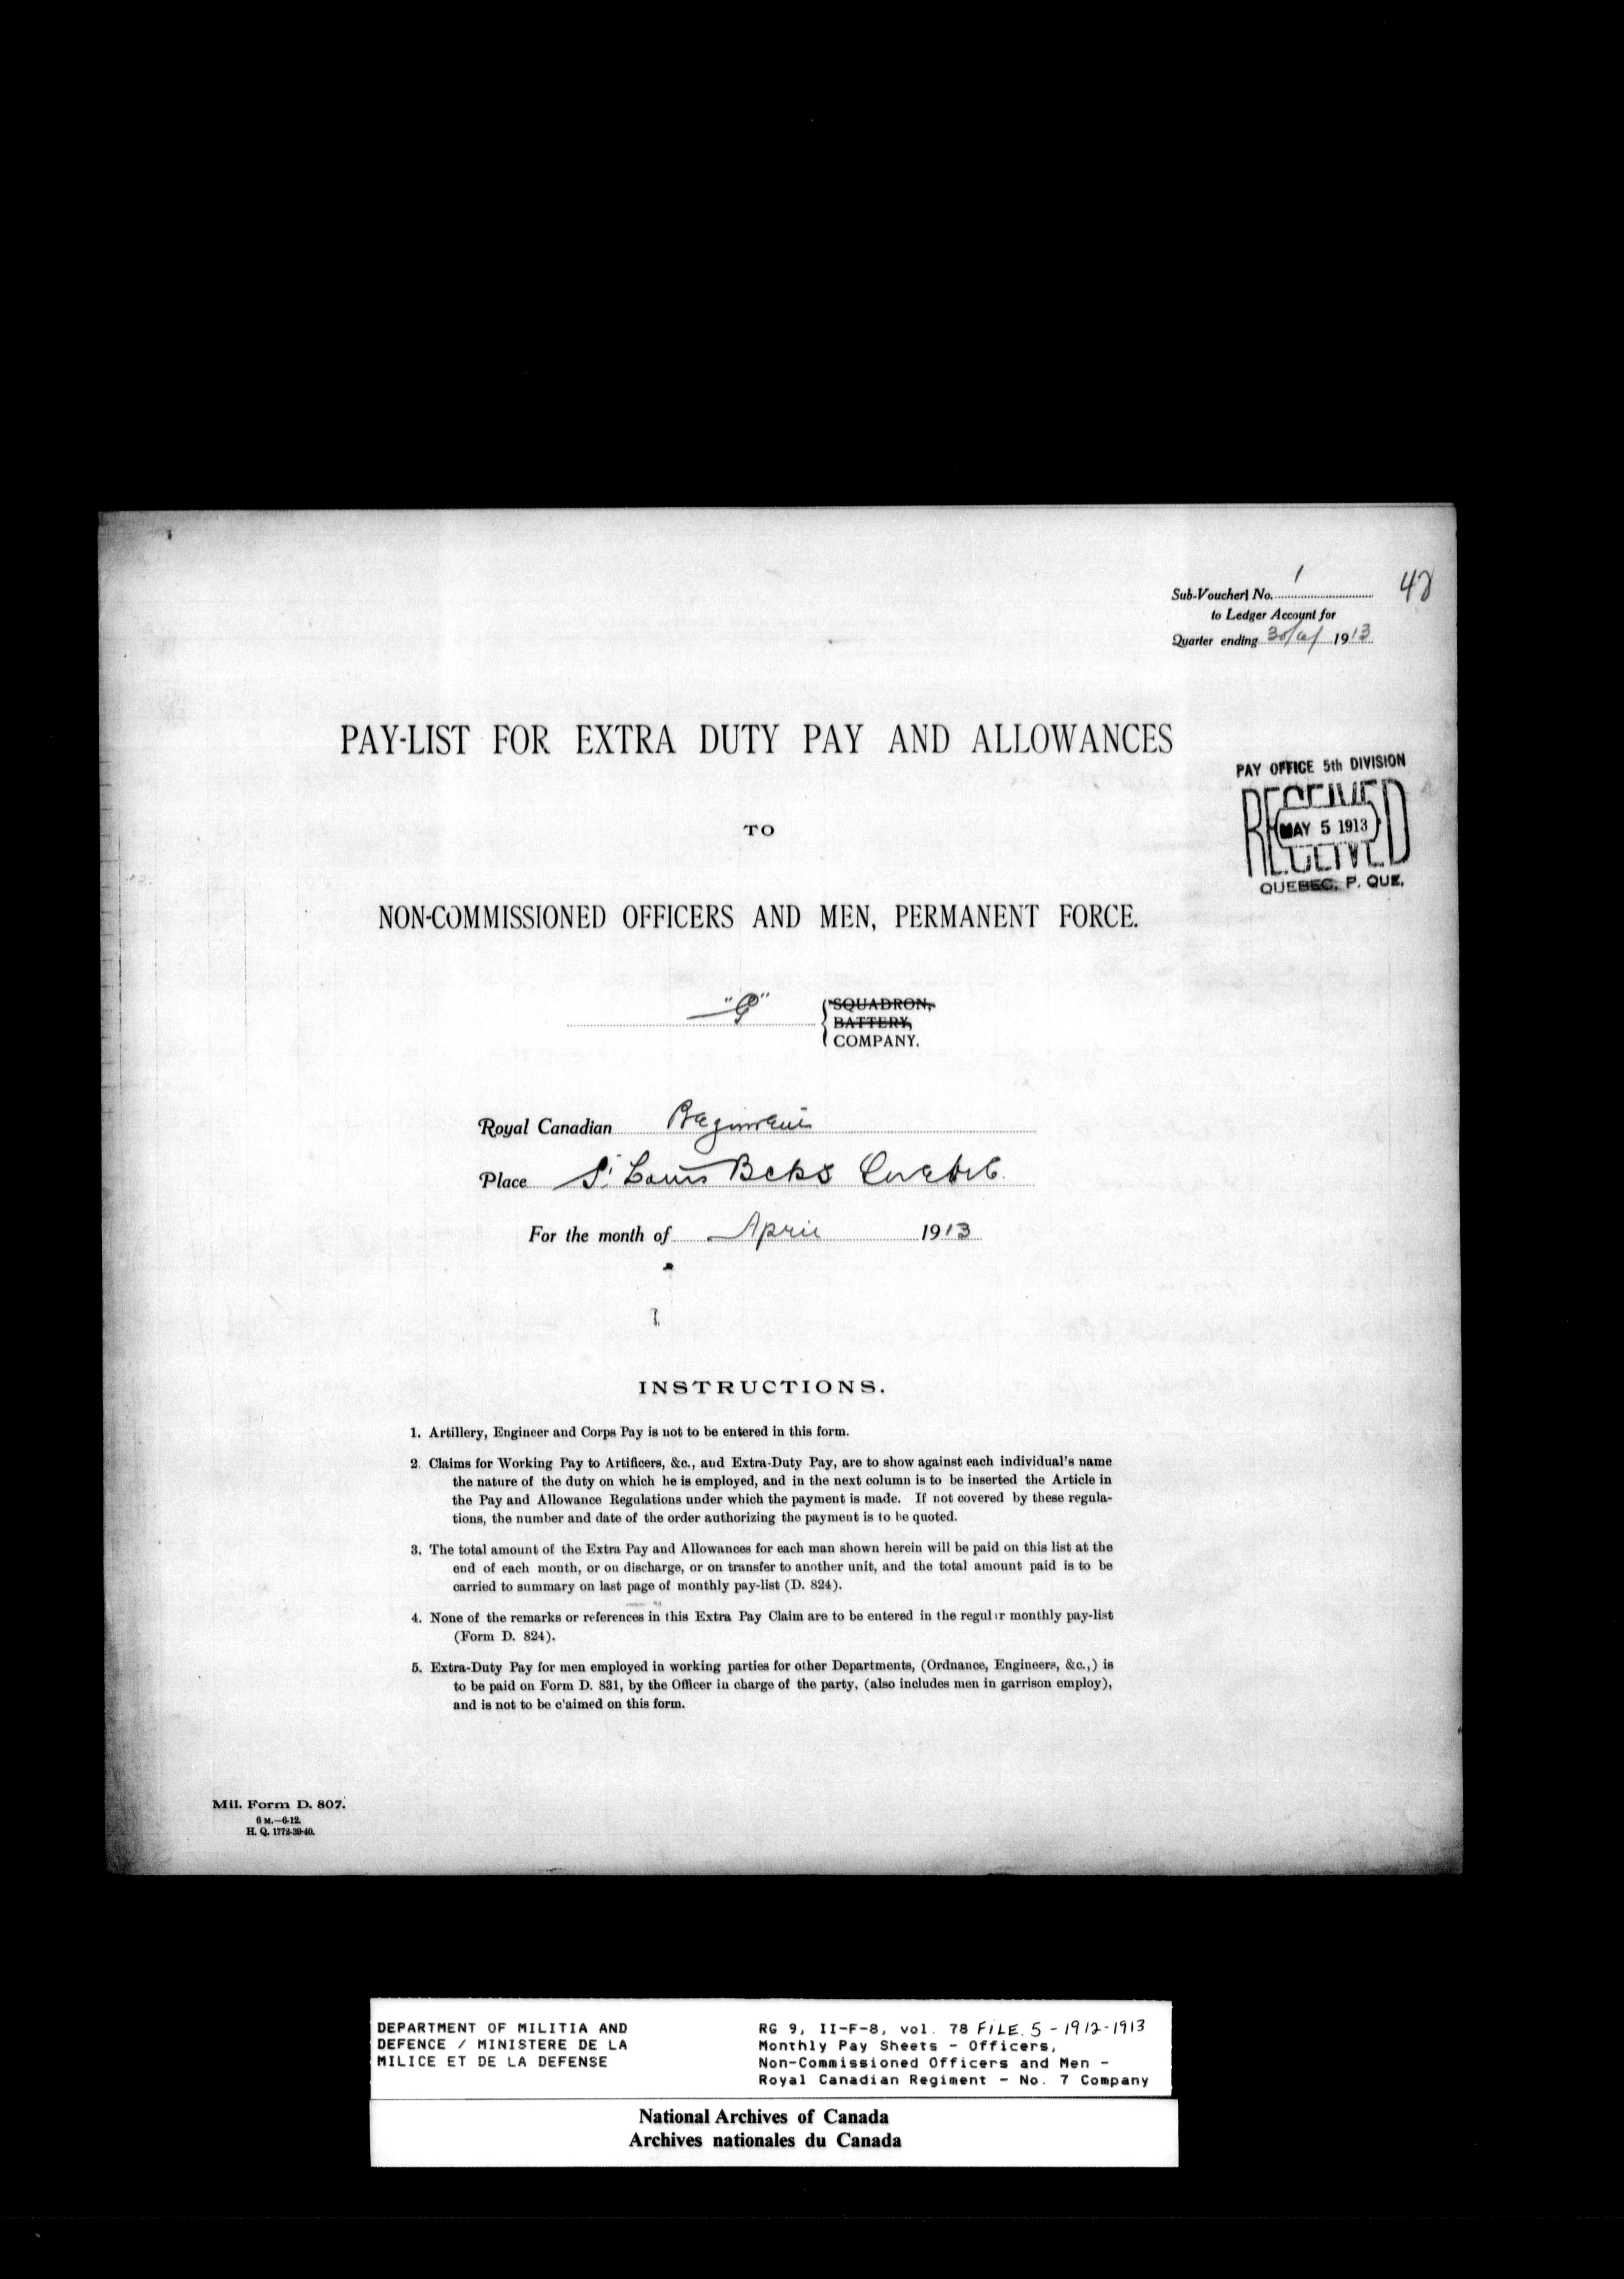 Sub-Voucher No. 1
48
to Ledger Account for
Quarter ending 30/6/ 1913
PAY-LIST FOR EXTRA DUTY PAY AND ALLOWANCES
PAY OFFICE 5th DIVISION
RECEIVED
MAY 5 1913
RECEIVED
QUEBEC, P. QUE.
TO
NON-COMMISSIONED OFFICERS AND MEN, PERMANENT FORCE.
"G" SQUADRON,
BATTERY,
COMPANY.
Royal Canadian Regiment
Place St Louis Bcks Quebec.
For the month of April 1913
INSTRUCTIONS.
1. Artillery, Engineer and Corps Pay is not to be entered in this form.
2. Claims for Working Pay to Artificers, &c., and Extra-Duty Pay, are to show against each individual's name
the nature of the duty on which he is employed, and in the next column is to be inserted the Article in
the Pay and Allowance Regulations under which the payment is made. If not covered by these regula-
tions, the number and date of the order authorizing the payment is to be quoted.
3. The total amount of the Extra Pay and Allowances for each man shown herein will be paid on this list at the
end of each month, or on discharge, or on transfer to another unit, and the total amount paid is to be
carried to summary on last page of monthly pay-list (D. 824).
4. None of the remarks or references in this Extra Pay Claim are to be entered in the regul r monthly pay-list
(Form D. 824).
5. Extra-Duty Pay for men employed in working parties for other Departments, (Ordnance, Engineers, &c.,) is
to be paid on Form D. 831, by the Officer in charge of the party, (also includes men in garrison employ),
and is not to be c'aimed on this form.
Mil. Form D. 807.
6 M.—6-12.
H. Q. 1772-39-40.
DEPARTMENT OF MILITIA AND
DEFENCE / MINISTERE DE LA
MILICE ET DE LA DEFENSE
RG 9, II-F-8, vol. 78 FILE. 5 - 1912-1913
Monthly Pay Sheets - Officers,
Non-Commissioned Officers and Men -
Royal Canadian Regiment - No. 7 Company
National Archives of Canada
Archives nationales du Canada